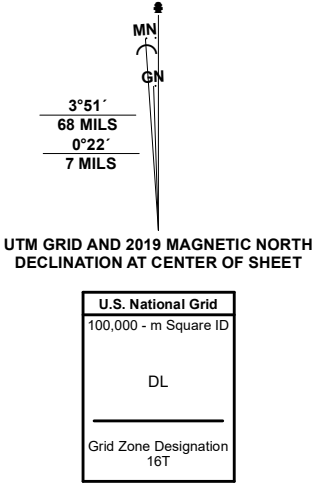 MN
GN
3°51´
68 MILS
0°22´
7 MILS
UTM GRID AND 2019 MAGNETIC NORTH
DECLINATION AT CENTER OF SHEET
U.S. National Grid
100,000 - m Square ID
DL
Grid Zone Designation
16T